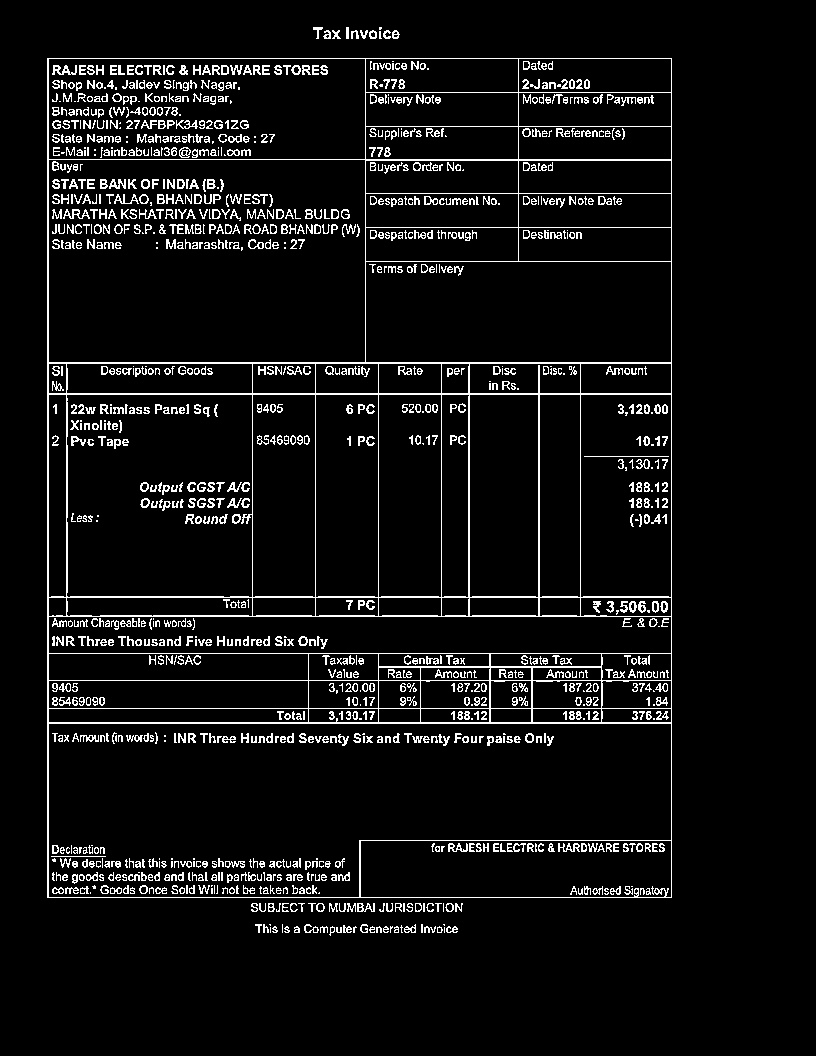 Tax Invoice
RAJESH ELECTRIC & HARDWARE STORES
Shop No.4, Jaldev Singh Nagar,
J.M.Road Opp. Konkan Nagar,
Bhandup (W)-400078.
GSTIN/UIN: 27AFBPK3492G1ZG
State Name : Maharashtra, Code : 27
E-Mail : jainbabulal36@gmail.com
Invoice No.
R-778
Dated
2-Jan-2020
Delivery Note
Mode/Terms of Payment
Supplier's Ref.
778
Other Reference(s)
Buyer
STATE BANK OF INDIA (B.)
SHIVAJI TALAO, BHANDUP (WEST)
MARATHA KSHATRIYA VIDYA, MANDAL BULDG
JUNCTION OF S.P. & TEMBI PADA ROAD BHANDUP (W)
State Name : Maharashtra, Code : 27
Buyer's Order No.
Dated
Despatch Document No.
Delivery Note Date
Despatched through
Destination
Terms of Delivery
Sl No. Description of Goods HSN/SAC Quantity Rate per Disc in Rs. Disc. % Amount
1 22w Rimlass Panel Sq ( 9405 6 PC 520.00 PC 3,120.00
Xinolite)
2 Pvc Tape 85469090 1 PC 10.17 PC 10.17
3,130.17
Output CGST A/C 188.12
Output SGST A/C 188.12
Less : Round Off (-)0.41
Total 7 PC ₹ 3,506.00
Amount Chargeable (in words) E. & O.E
INR Three Thousand Five Hundred Six Only
HSN/SAC Taxable Value Central Tax State Tax Total Tax Amount
Rate Amount Rate Amount
9405 3,120.00 6% 187.20 6% 187.20 374.40
85469090 10.17 9% 0.92 9% 0.92 1.84
Total 3,130.17 188.12 188.12 376.24
Tax Amount (in words) : INR Three Hundred Seventy Six and Twenty Four paise Only
Declaration
* We declare that this invoice shows the actual price of
the goods described and that all particulars are true and
correct.* Goods Once Sold Will not be taken back.
for RAJESH ELECTRIC & HARDWARE STORES
Authorised Signatory
SUBJECT TO MUMBAI JURISDICTION
This is a Computer Generated Invoice